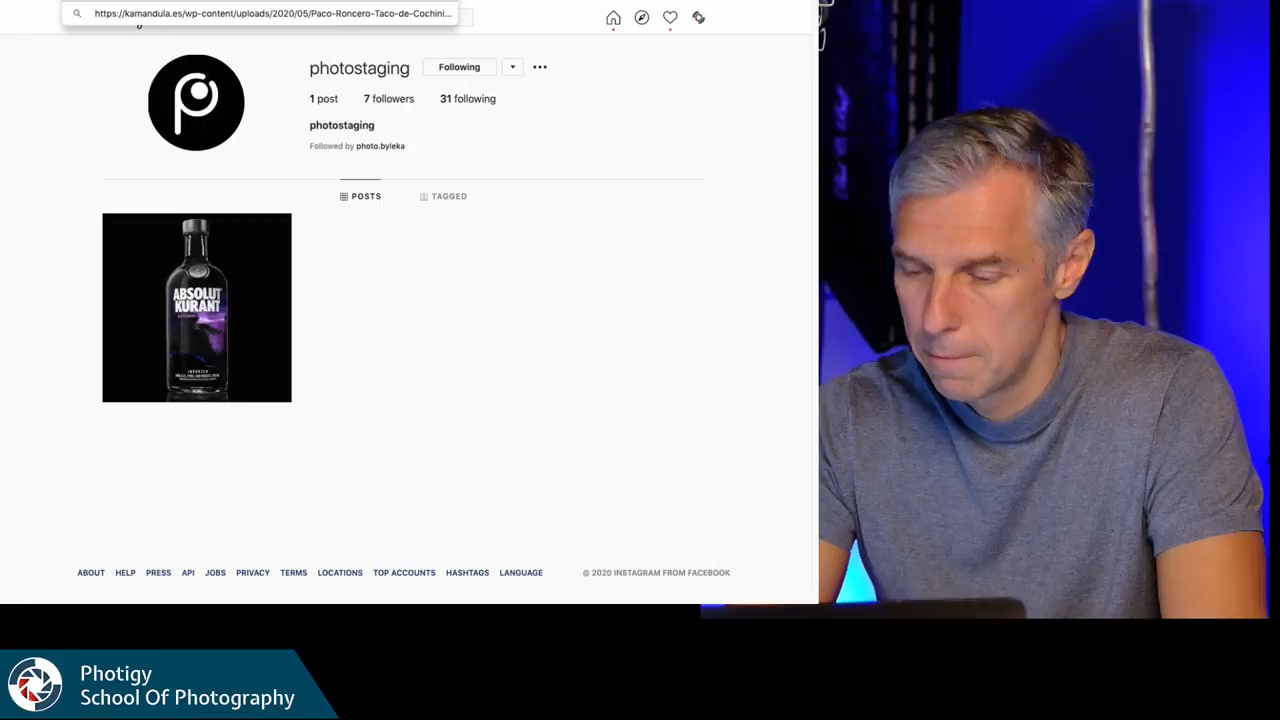 https://kamandula.es/wp-content/uploads/2020/05/Paco-Roncero-Taco-de-Cochini...
photostaging
Following
1 post 7 followers 31 following
photostaging
Followed by photo.byleka
POSTS TAGGED
ABSOLUT
KURANT
IMPORTED
ABOUT HELP PRESS API JOBS PRIVACY TERMS LOCATIONS TOP ACCOUNTS HASHTAGS LANGUAGE © 2020 INSTAGRAM FROM FACEBOOK
Photigy
School Of Photography